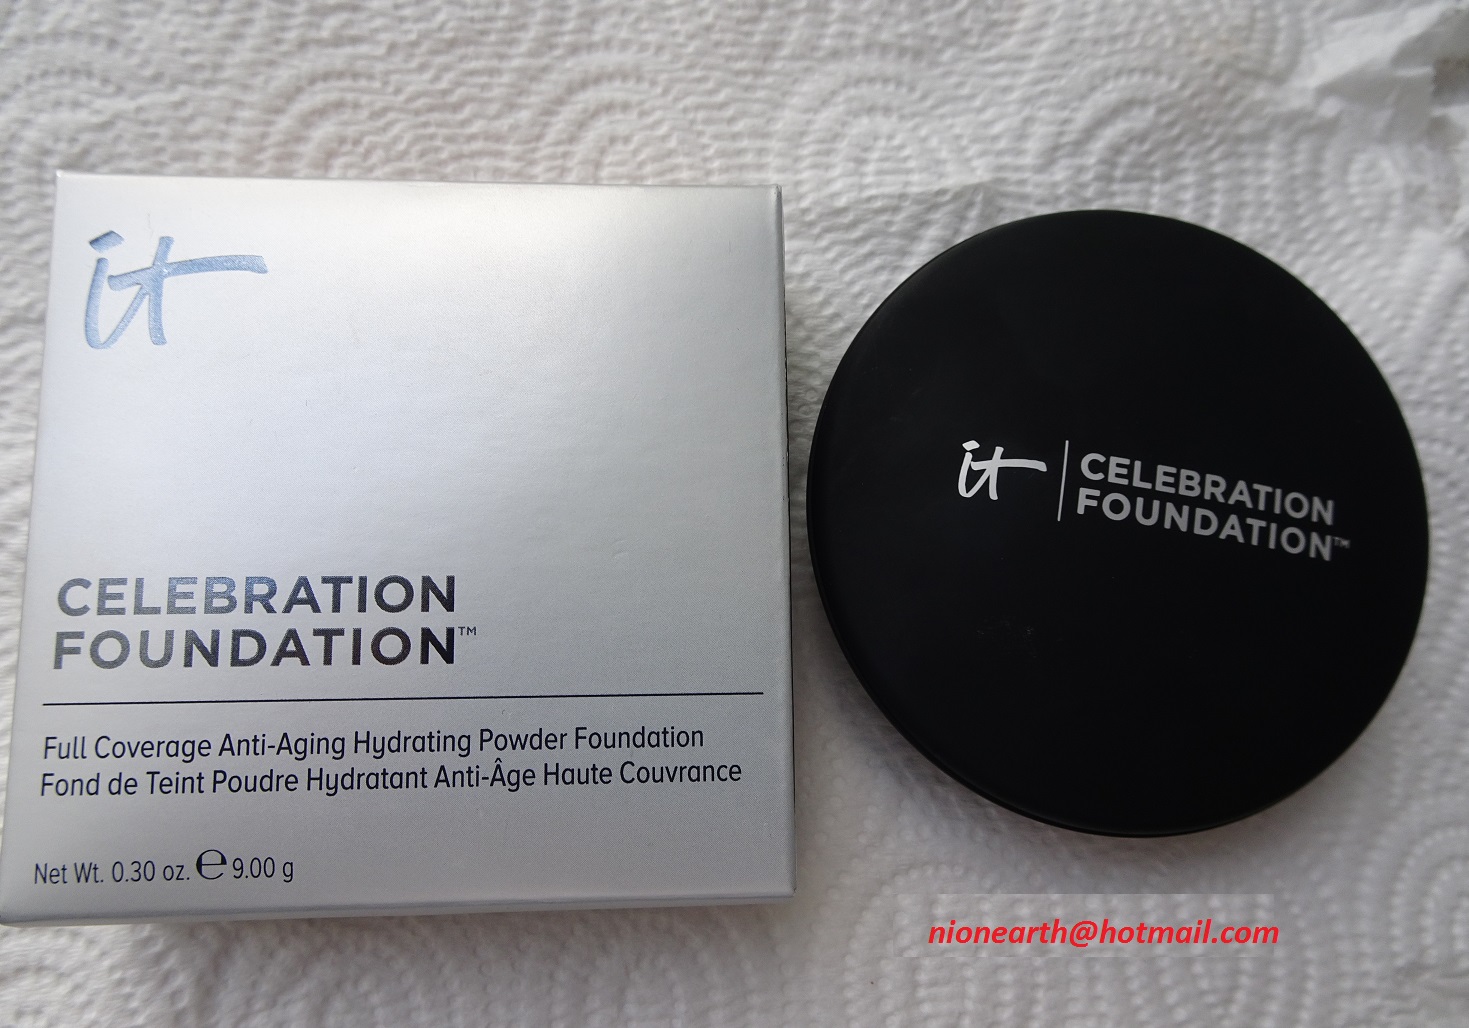 it
CELEBRATION
FOUNDATION™
Full Coverage Anti-Aging Hydrating Powder Foundation
Fond de Teint Poudre Hydratant Anti-Âge Haute Couvrance
Net Wt. 0.30 oz. ℮ 9.00 g
it | CELEBRATION
FOUNDATION™
nionearth@hotmail.com